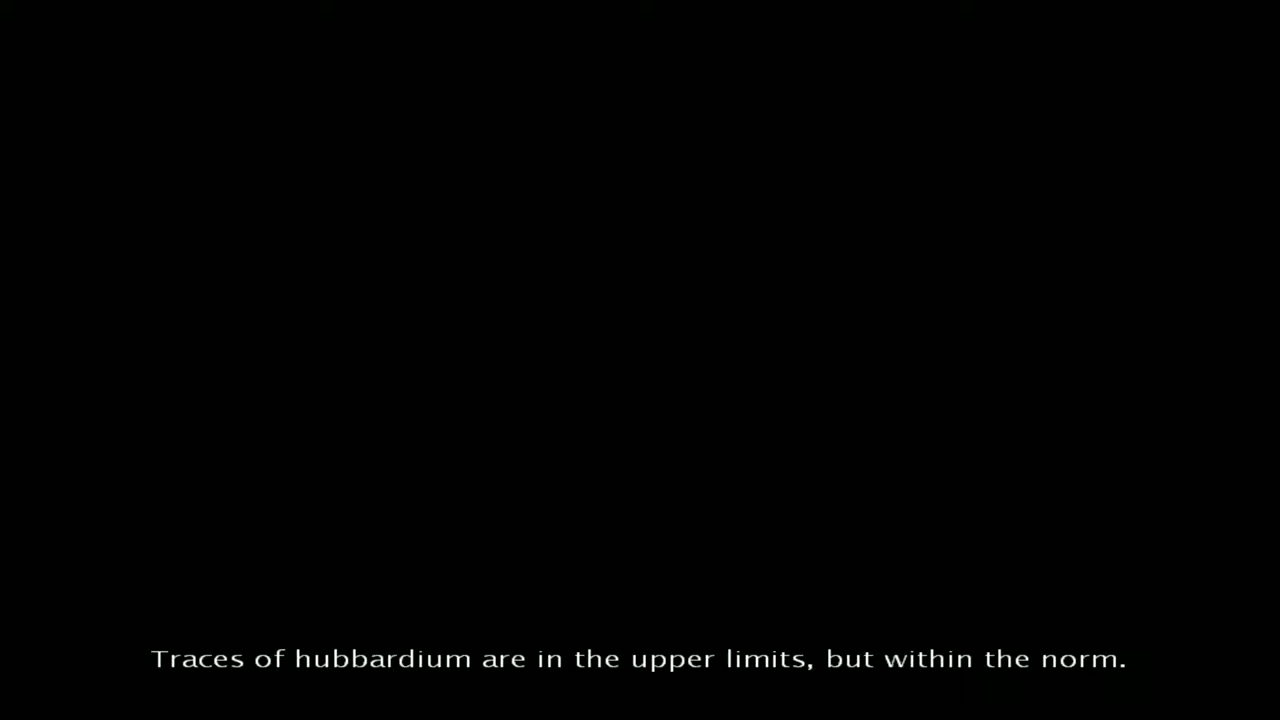 Traces of hubbardium are in the upper limits, but within the norm.